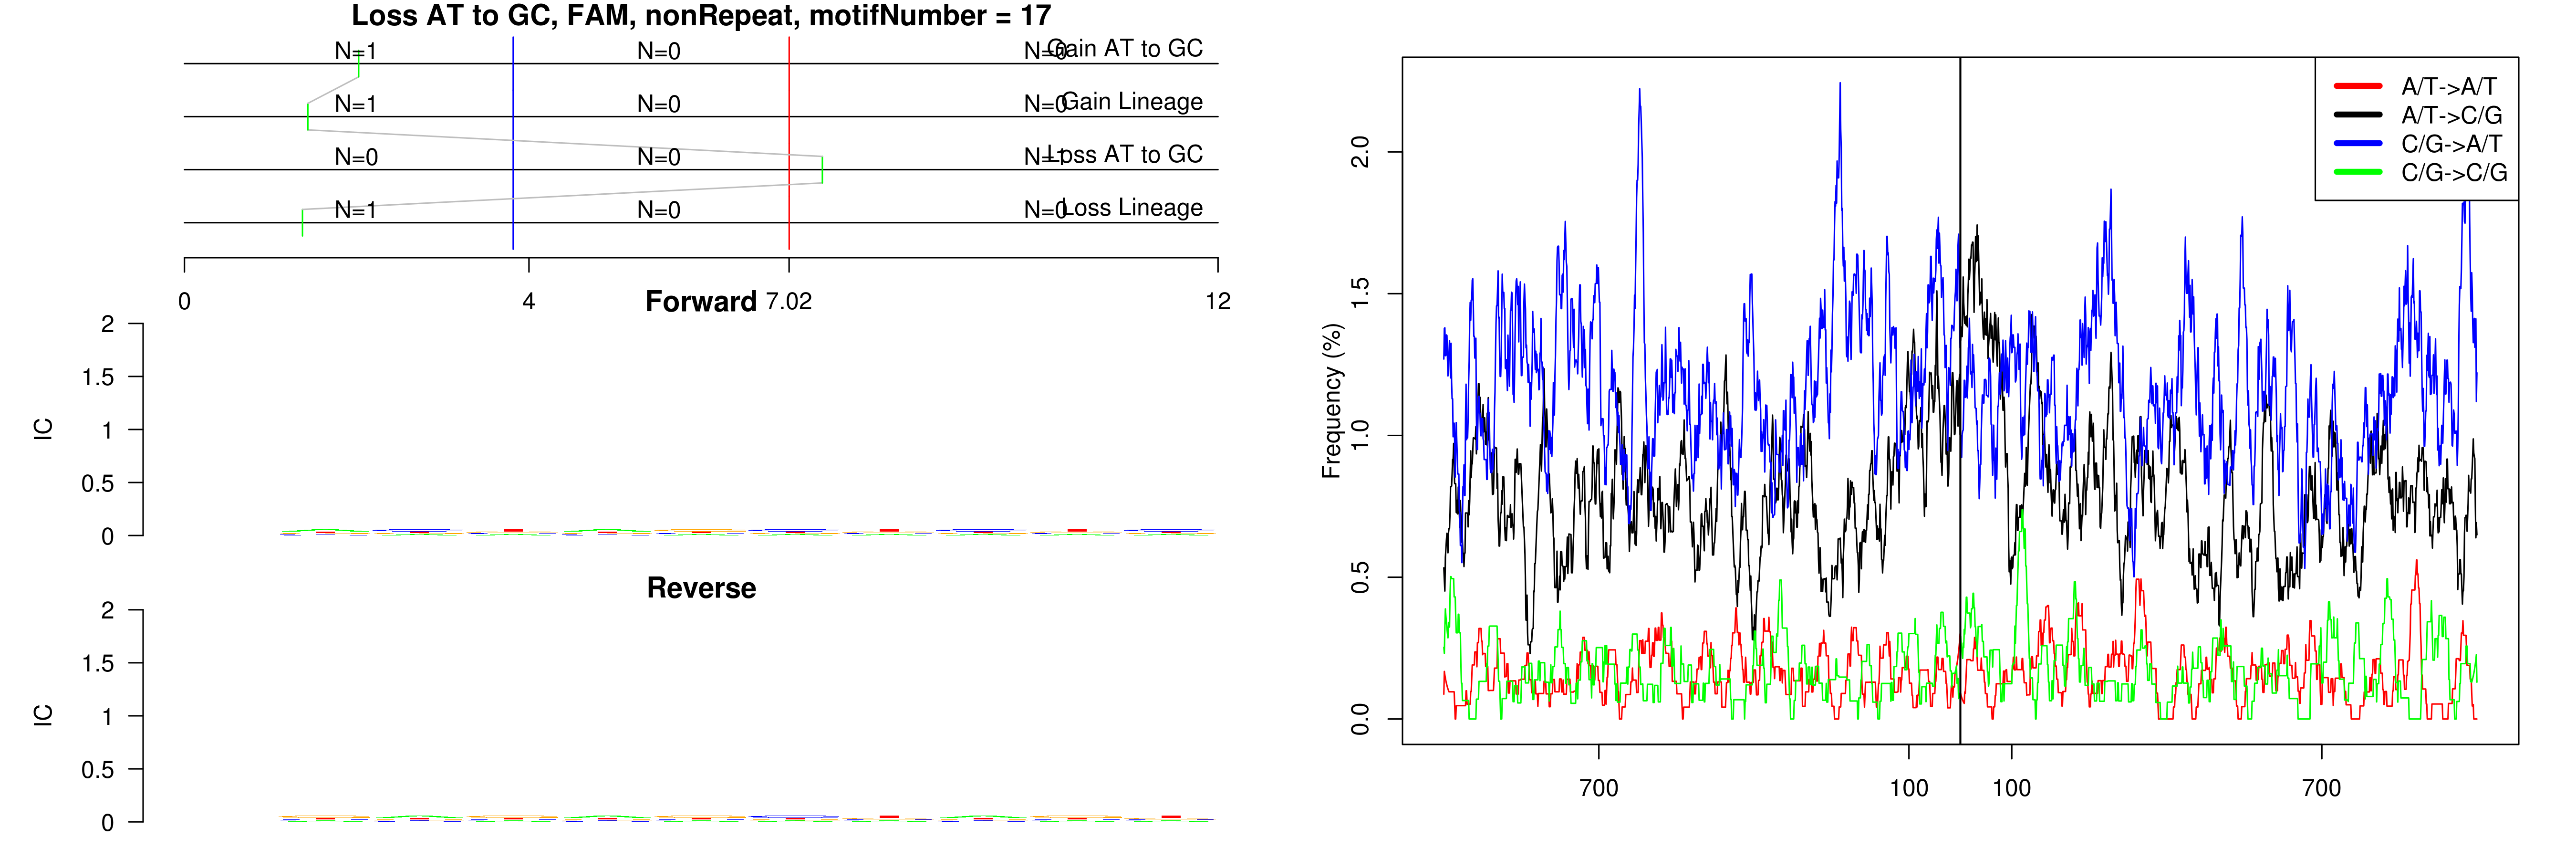 Loss AT to GC, FAM, nonRepeat, motifNumber = 17
N=1 N=0 N=0 Gain AT to GC
N=1 N=0 N=0 Gain Lineage
N=0 N=0 N=1 Loss AT to GC
N=1 N=0 N=0 Loss Lineage
0 4 7.02 12
Forward
2
1.5
1
0.5
0
IC
Reverse
2
1.5
1
0.5
0
IC
A/T->A/T
A/T->C/G
C/G->A/T
C/G->C/G
2.0
1.5
1.0
0.5
0.0
Frequency (%)
700 100 100 700